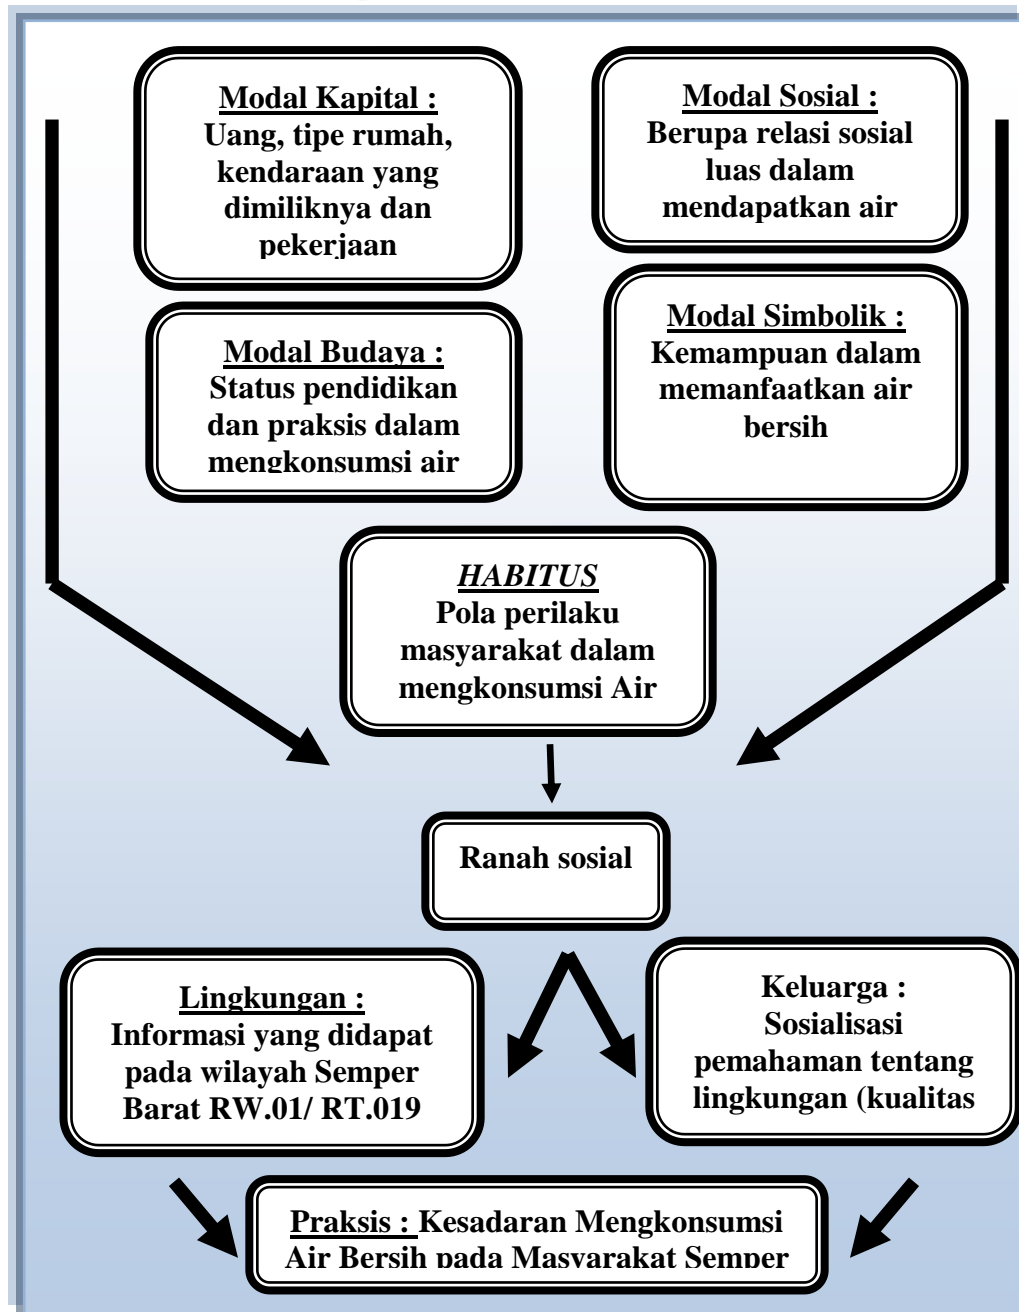 Modal Kapital :
Uang, tipe rumah,
kendaraan yang
dimiliknya dan
pekerjaan
Modal Sosial :
Berupa relasi sosial
luas dalam
mendapatkan air
Modal Budaya :
Status pendidikan
dan praksis dalam
mengkonsumsi air
Modal Simbolik :
Kemampuan dalam
memanfaatkan air
bersih
HABITUS
Pola perilaku
masyarakat dalam
mengkonsumsi Air
Ranah sosial
Lingkungan :
Informasi yang didapat
pada wilayah Semper
Barat RW.01/ RT.019
Keluarga :
Sosialisasi
pemahaman tentang
lingkungan (kualitas
Praksis : Kesadaran Mengkonsumsi
Air Bersih pada Masyarakat Semper